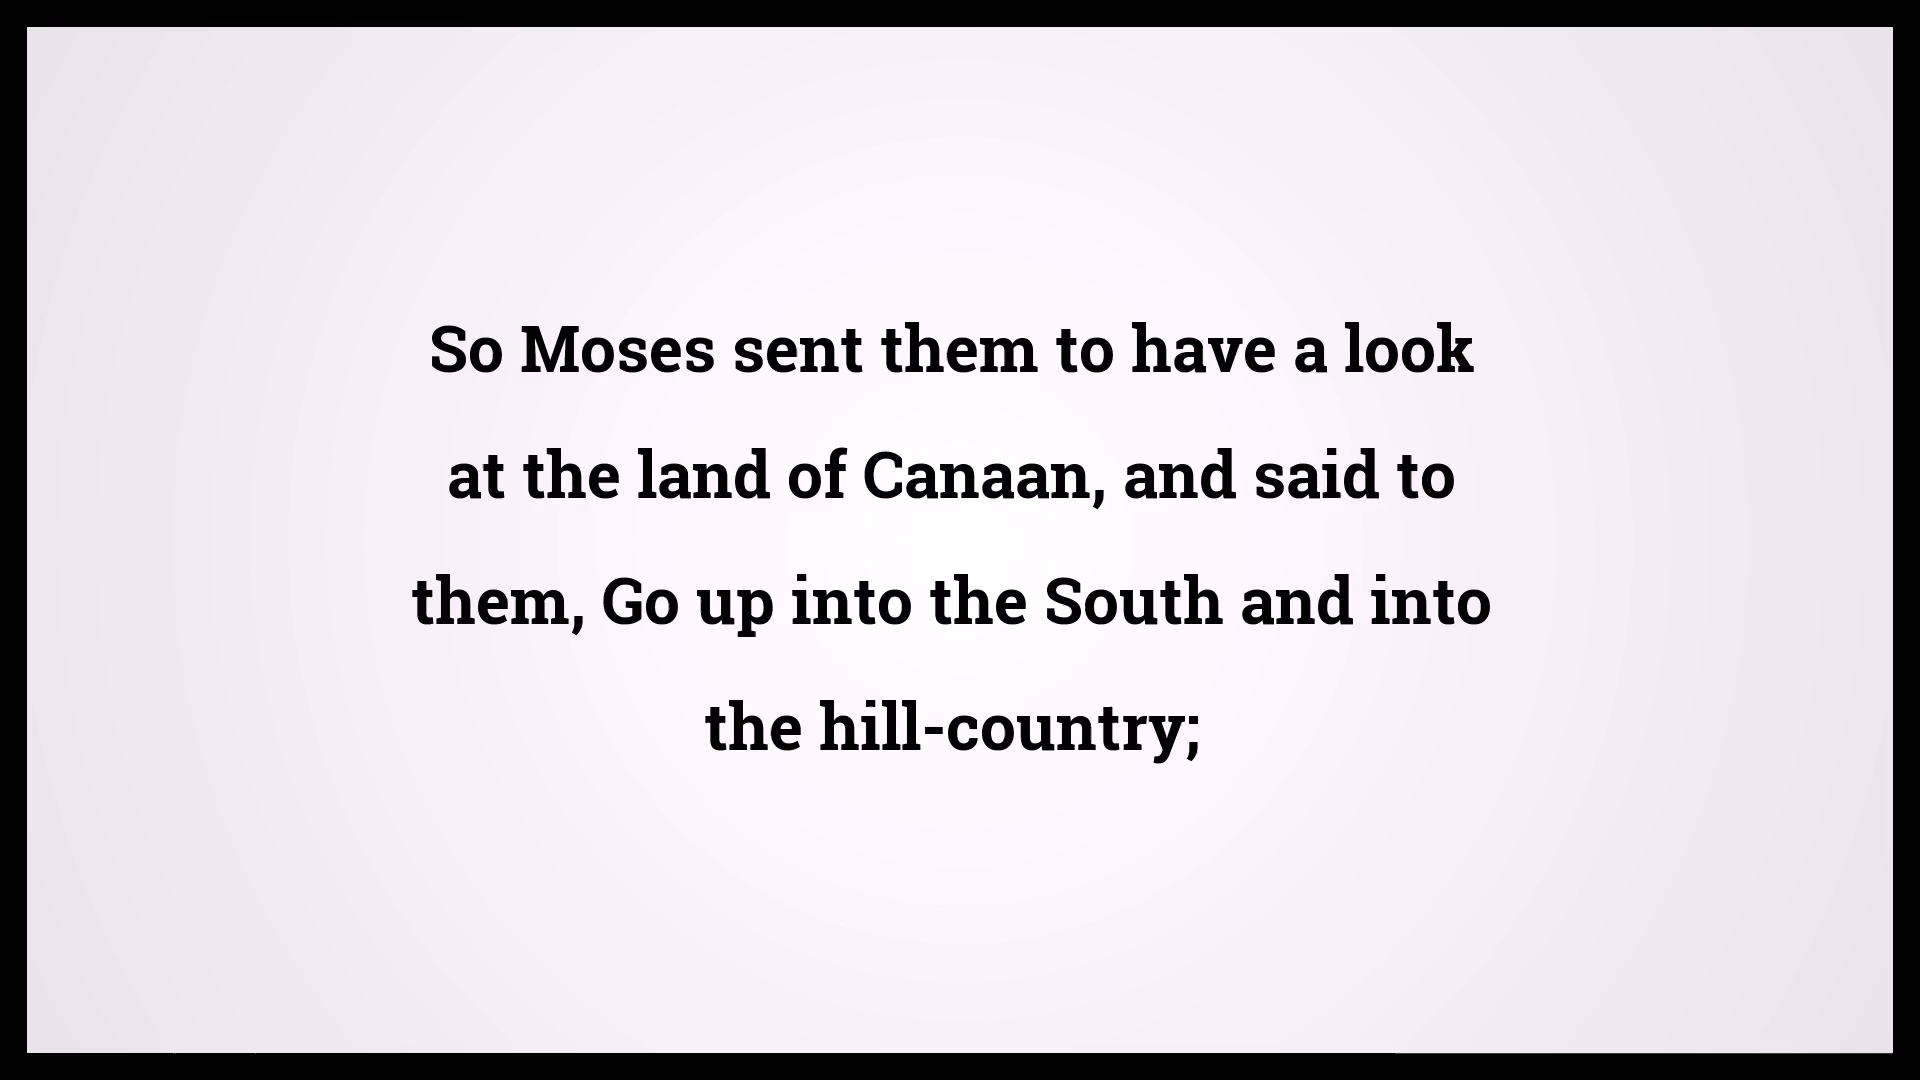 So Moses sent them to have a look
at the land of Canaan, and said to
them, Go up into the South and into
the hill-country;